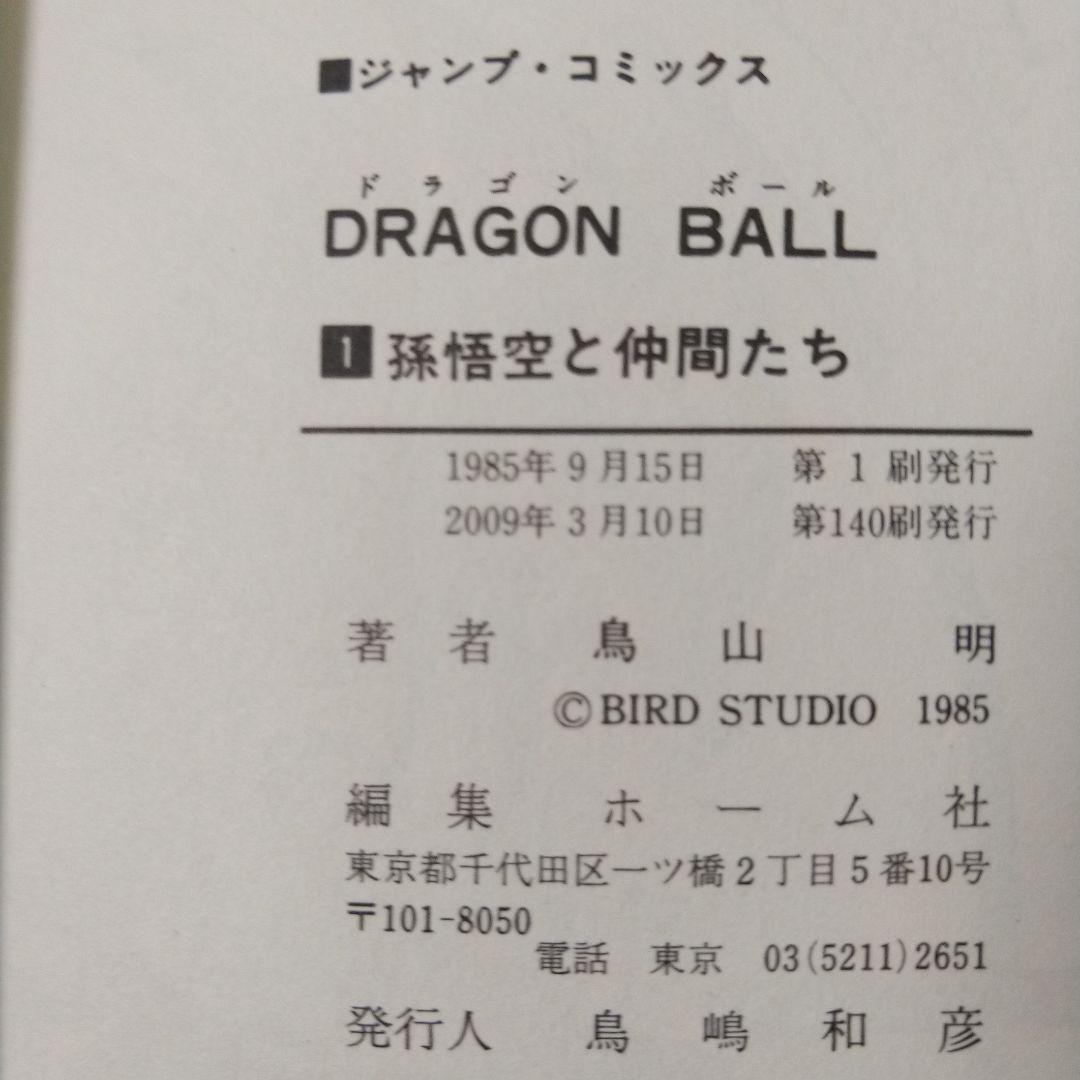 ■ジャンプ・コミックス
ドラゴン ボール
DRAGON BALL
1 孫悟空と仲間たち
1985年9月15日 第1刷発行
2009年3月10日 第140刷発行
著者 鳥山明
©BIRD STUDIO 1985
編集 ホーム社
東京都千代田区一ツ橋2丁目5番10号
〒101-8050
電話 東京 03(5211)2651
発行人 鳥嶋和彦